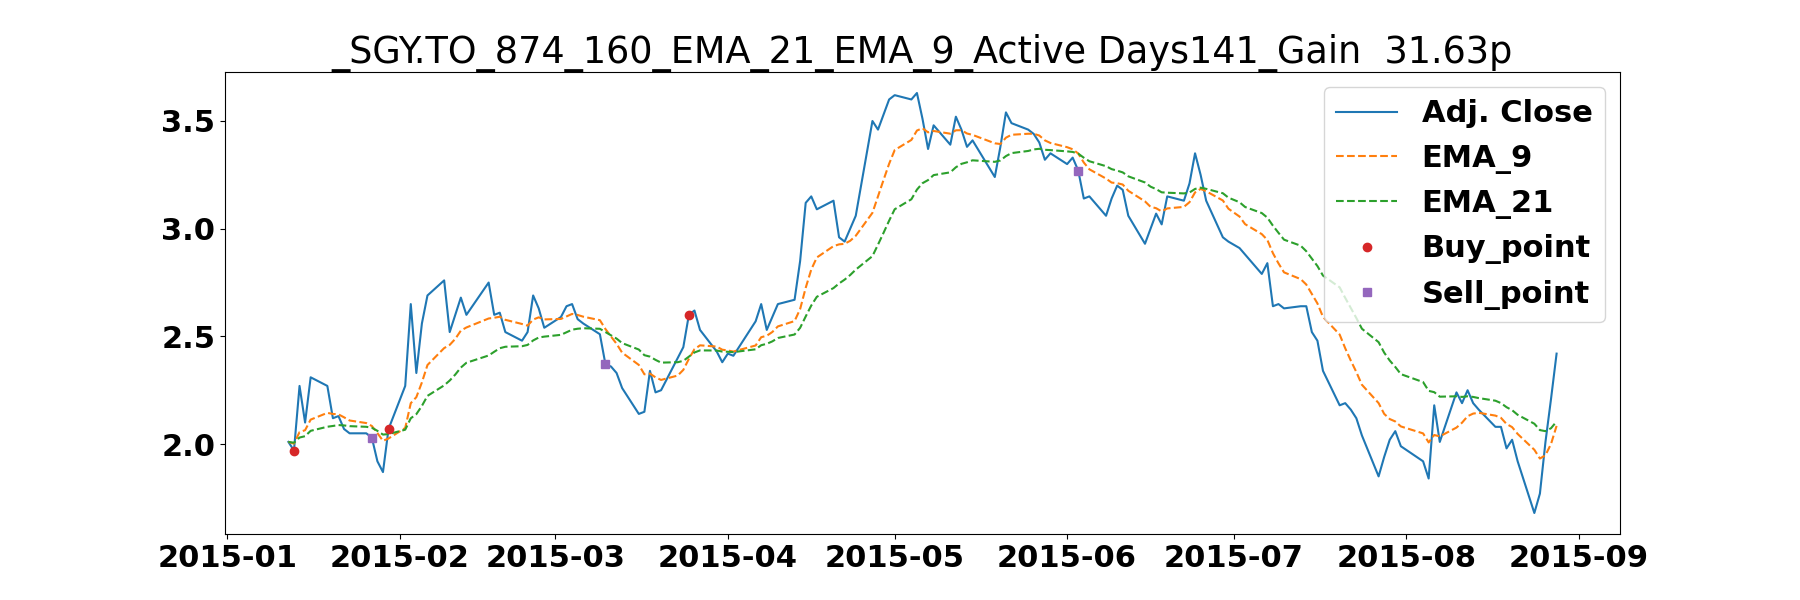 _SGY.TO_874_160_EMA_21_EMA_9_Active Days141_Gain  31.63p
3.5
3.0
2.5
2.0
Adj. Close
EMA_9
EMA_21
Buy_point
Sell_point
2015-01 2015-02 2015-03 2015-04 2015-05 2015-06 2015-07 2015-08 2015-09